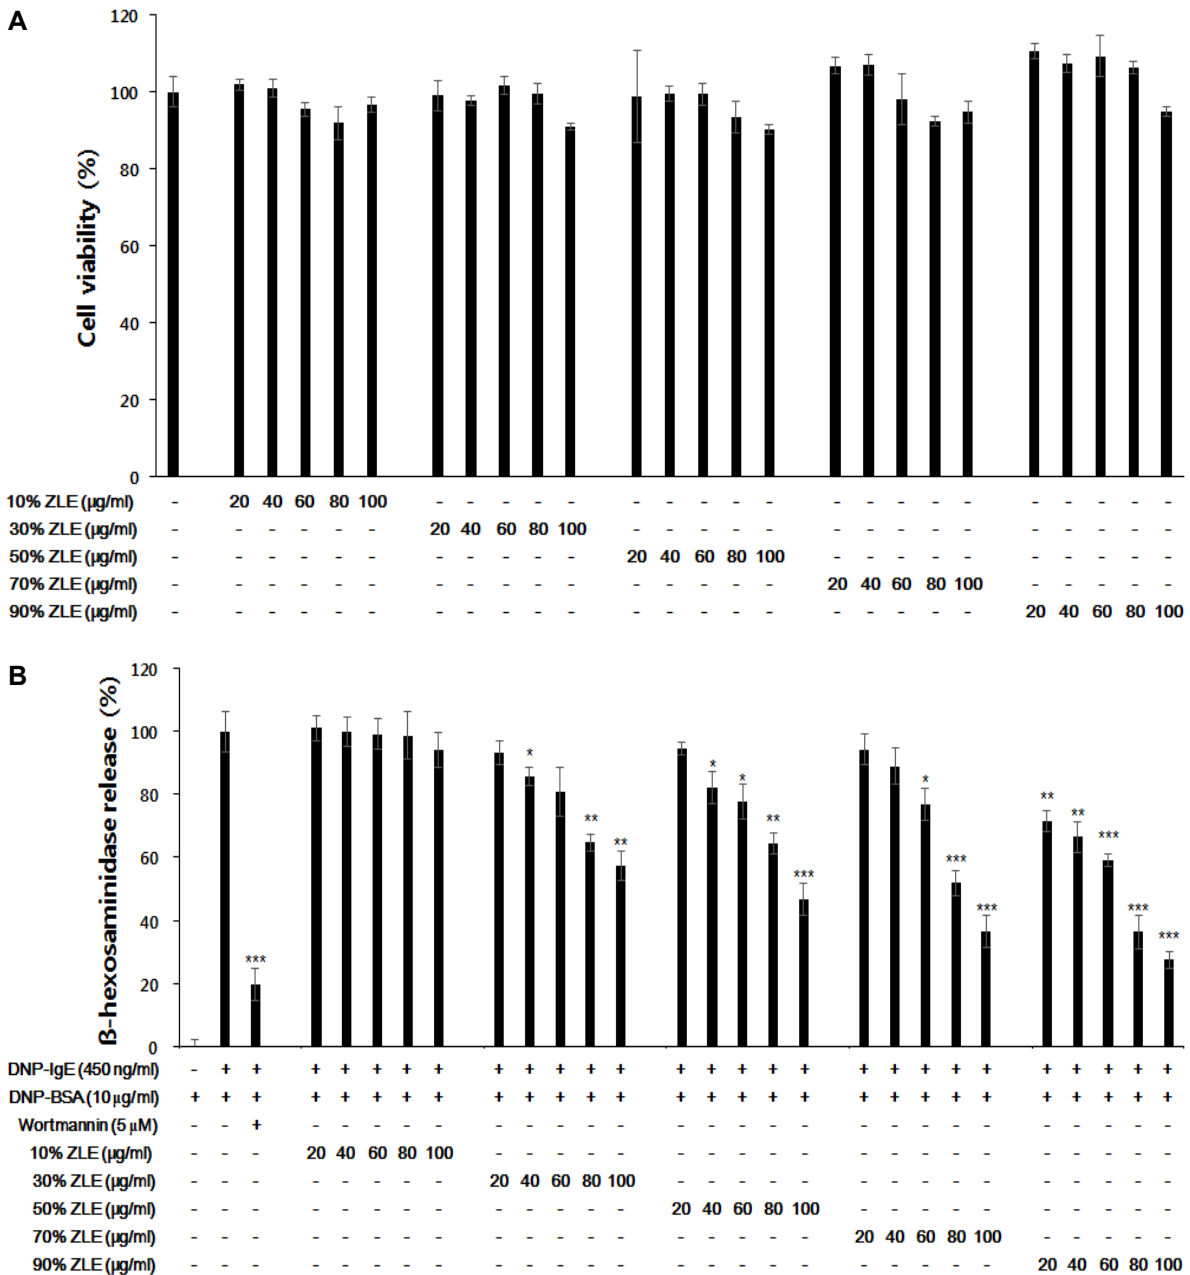 A
Cell viability (%)
120
100
80
60
40
20
0
10% ZLE (µg/ml) - 20 40 60 80 100 - - - - - - - - - - - - - - - - - - - -
30% ZLE (µg/ml) - - - - - - 20 40 60 80 100 - - - - - - - - - - - - - - -
50% ZLE (µg/ml) - - - - - - - - - - - 20 40 60 80 100 - - - - - - - - - -
70% ZLE (µg/ml) - - - - - - - - - - - - - - - - 20 40 60 80 100 - - - - -
90% ZLE (µg/ml) - - - - - - - - - - - - - - - - - - - - - 20 40 60 80 100
B
ß-hexosaminidase release (%)
120
100
80
60
40
20
0
*** * ** ** * * ** *** * *** *** ** ** *** *** ***
DNP-IgE (450 ng/ml) - + + + + + + + + + + + + + + + + + + + + + + + + + + +
DNP-BSA (10 µg/ml) + + + + + + + + + + + + + + + + + + + + + + + + + + + +
Wortmannin (5 µM) - - + - - - - - - - - - - - - - - - - - - - - - - - - -
10% ZLE (µg/ml) - - - 20 40 60 80 100 - - - - - - - - - - - - - - - - - - - -
30% ZLE (µg/ml) - - - - - - - - 20 40 60 80 100 - - - - - - - - - - - - - - -
50% ZLE (µg/ml) - - - - - - - - - - - - - 20 40 60 80 100 - - - - - - - - - -
70% ZLE (µg/ml) - - - - - - - - - - - - - - - - - - 20 40 60 80 100 - - - - -
90% ZLE (µg/ml) - - - - - - - - - - - - - - - - - - - - - - - 20 40 60 80 100